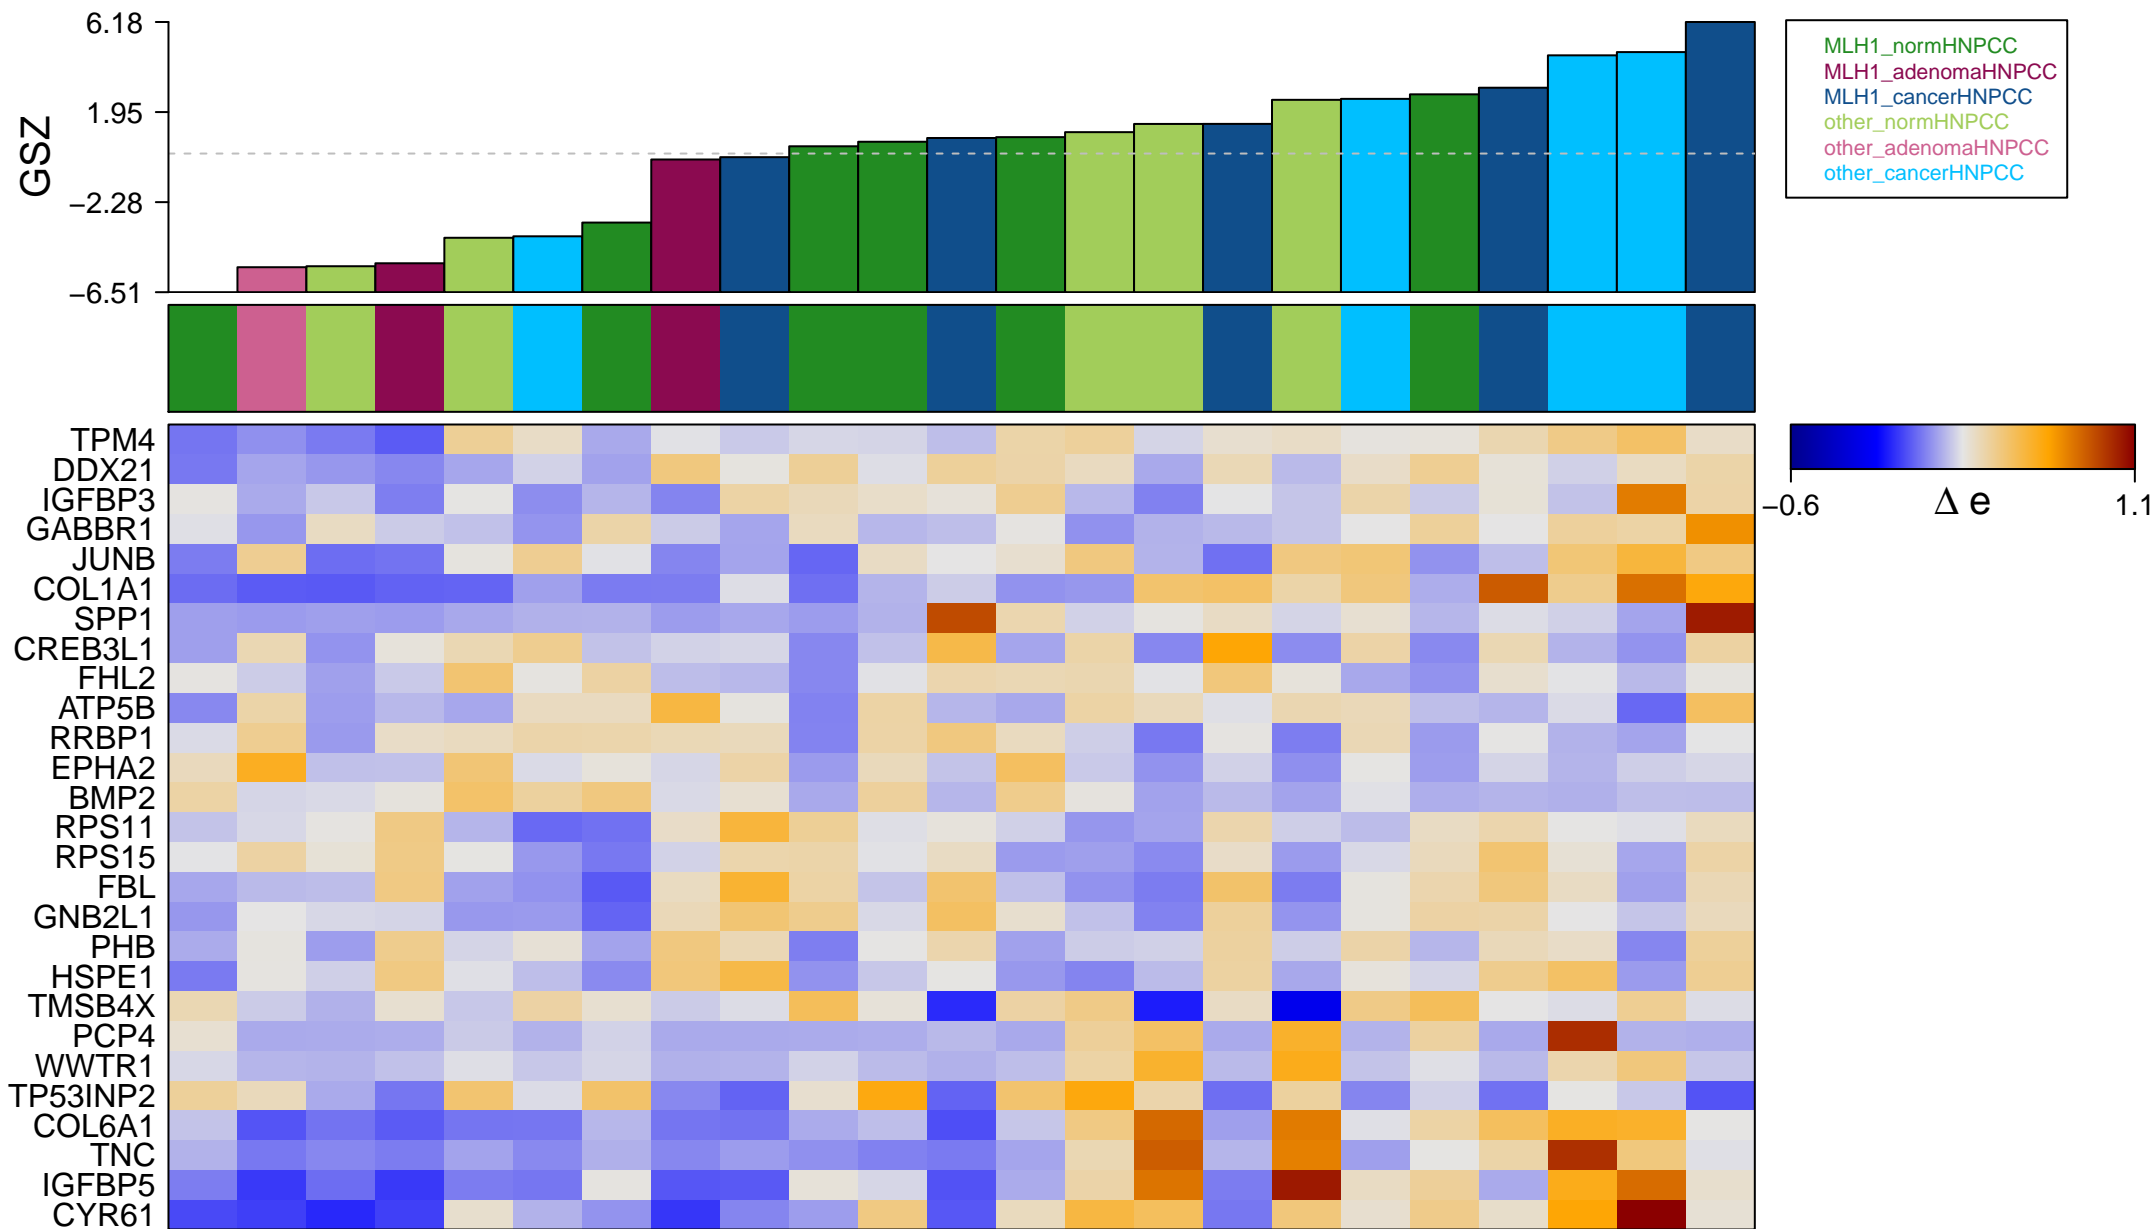 6.18
1.95
−2.28
−6.51
GSZ
MLH1_normHNPCC
MLH1_adenomaHNPCC
MLH1_cancerHNPCC
other_normHNPCC
other_adenomaHNPCC
other_cancerHNPCC
TPM4
DDX21
IGFBP3
GABBR1
JUNB
COL1A1
SPP1
CREB3L1
FHL2
ATP5B
RRBP1
EPHA2
BMP2
RPS11
RPS15
FBL
GNB2L1
PHB
HSPE1
TMSB4X
PCP4
WWTR1
TP53INP2
COL6A1
TNC
IGFBP5
CYR61
−0.6 Δ e 1.1